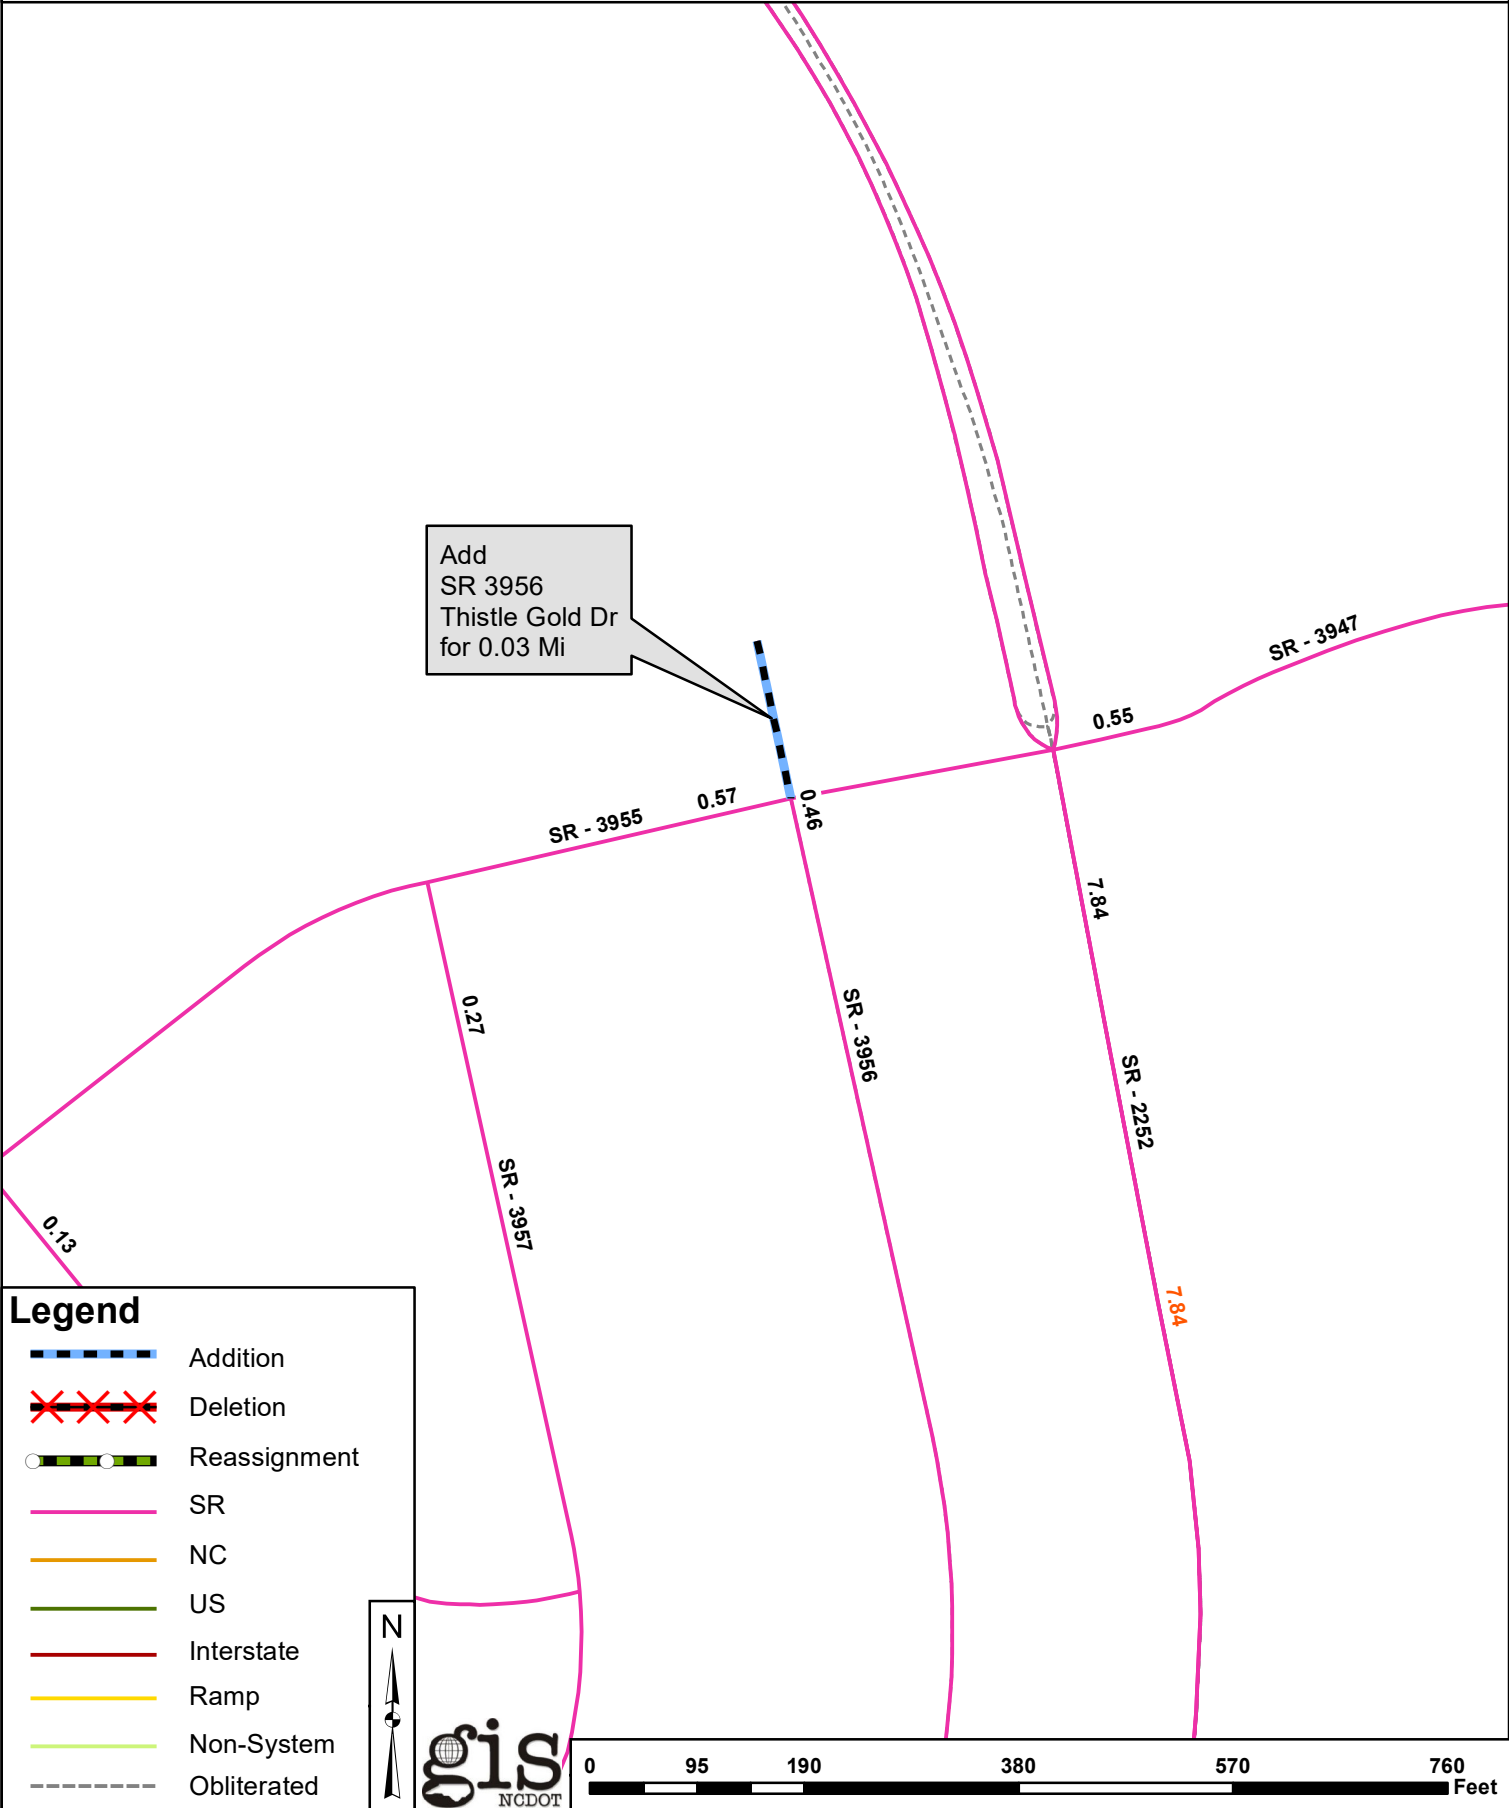 Add
SR 3956
Thistle Gold Dr
for 0.03 Mi
SR - 3947
0.55
0.57
SR - 3955
0.46
7.84
0.27
SR - 3956
SR - 2252
SR - 3957
0.13
7.84
Legend
Addition
Deletion
Reassignment
SR
NC
US
Interstate
Ramp
Non-System
Obliterated
N
gis
NCDOT
0 95 190 380 570 760
Feet